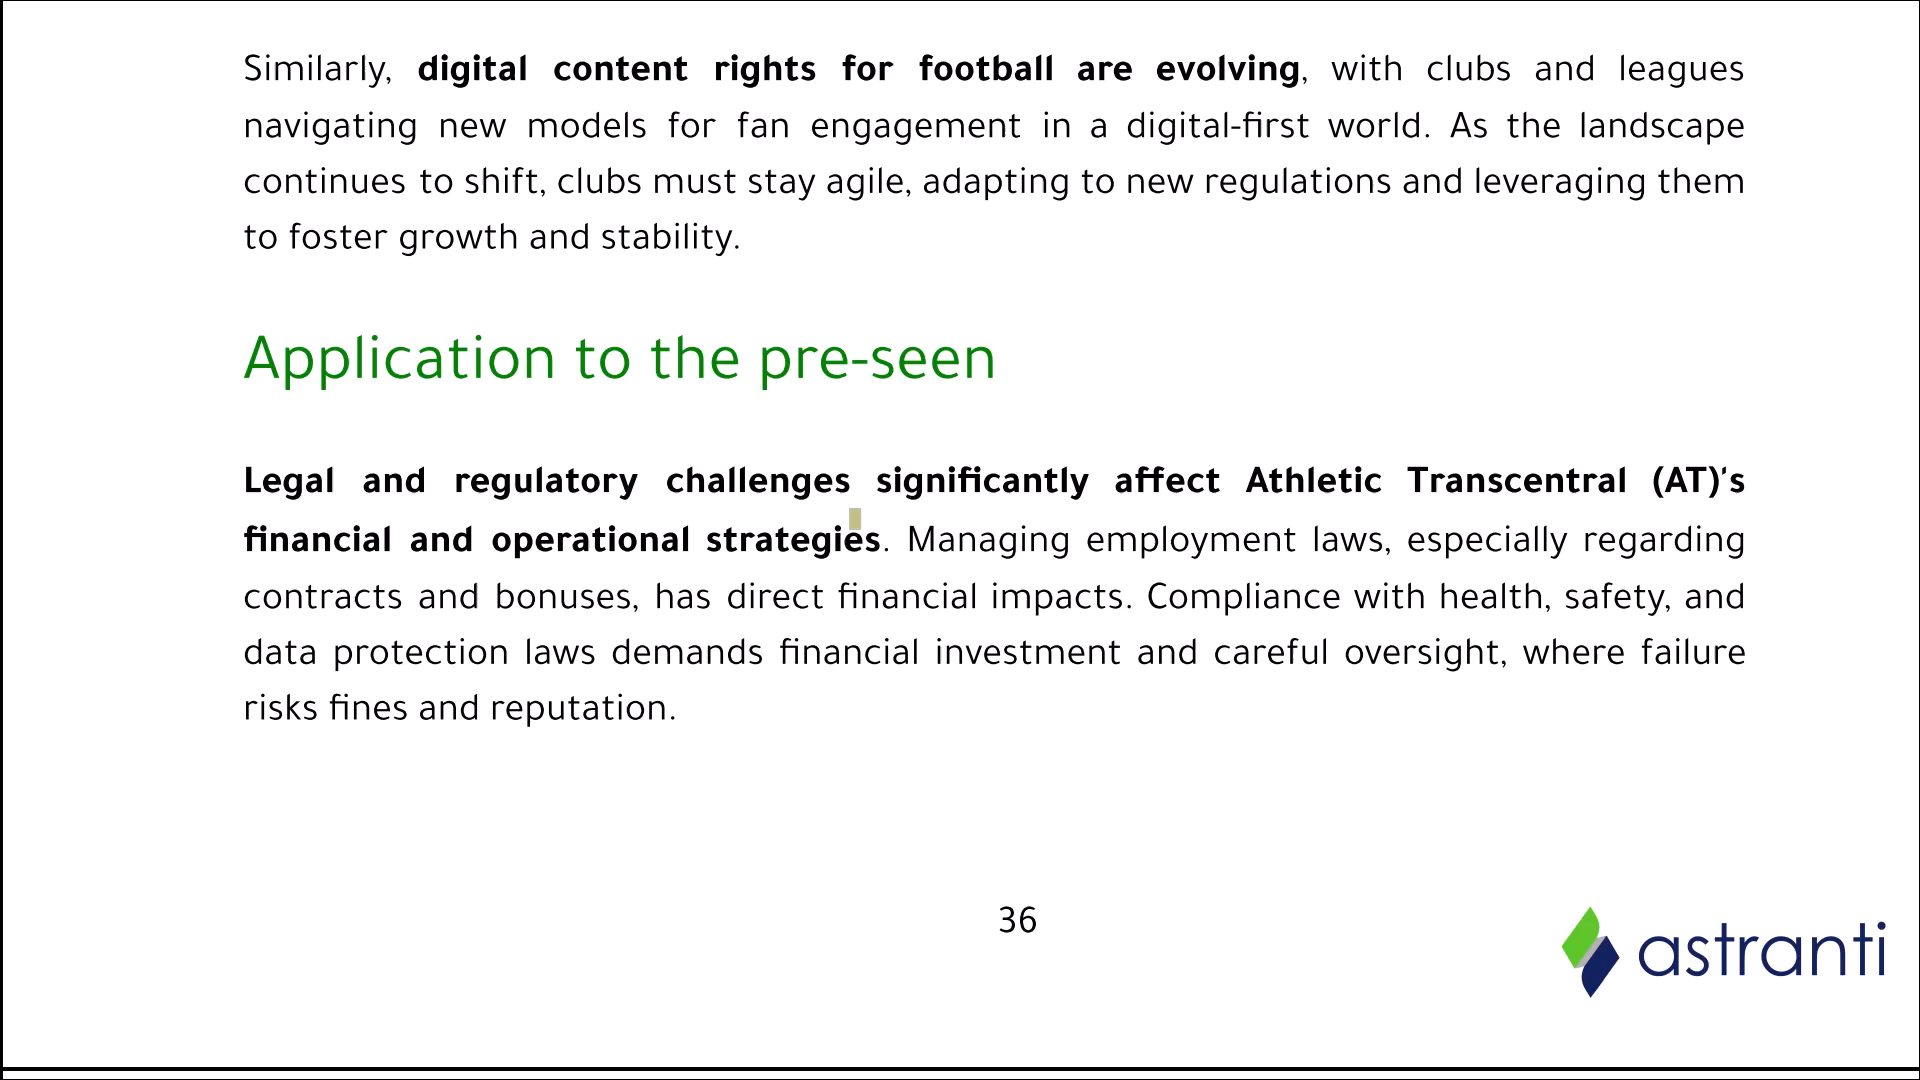 Similarly, digital content rights for football are evolving, with clubs and leagues
navigating new models for fan engagement in a digital-first world. As the landscape
continues to shift, clubs must stay agile, adapting to new regulations and leveraging them
to foster growth and stability.
Application to the pre-seen
Legal and regulatory challenges significantly affect Athletic Transcentral (AT)'s
financial and operational strategies. Managing employment laws, especially regarding
contracts and bonuses, has direct financial impacts. Compliance with health, safety, and
data protection laws demands financial investment and careful oversight, where failure
risks fines and reputation.
36
astranti